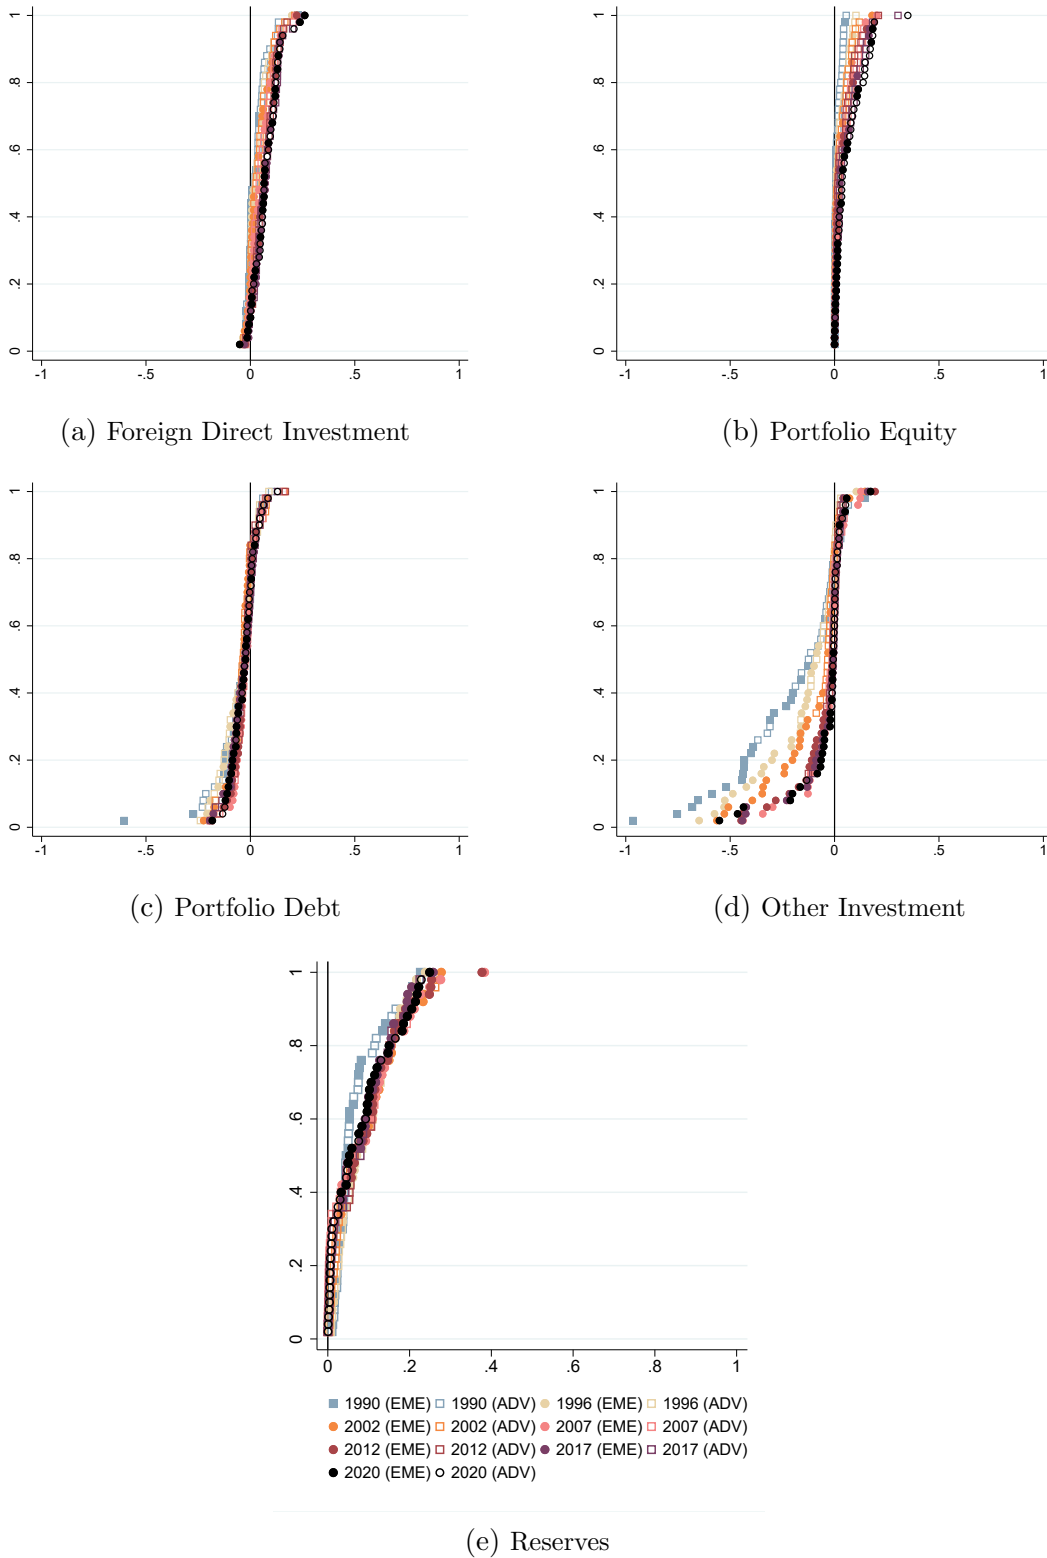 1
.8
.6
.4
.2
0
-1 -.5 0 .5 1
(a) Foreign Direct Investment
1
.8
.6
.4
.2
0
-1 -.5 0 .5 1
(b) Portfolio Equity
1
.8
.6
.4
.2
0
-1 -.5 0 .5 1
(c) Portfolio Debt
1
.8
.6
.4
.2
0
-1 -.5 0 .5 1
(d) Other Investment
1
.8
.6
.4
.2
0
0 .2 .4 .6 .8 1
1990 (EME) 1990 (ADV) 1996 (EME) 1996 (ADV)
2002 (EME) 2002 (ADV) 2007 (EME) 2007 (ADV)
2012 (EME) 2012 (ADV) 2017 (EME) 2017 (ADV)
2020 (EME) 2020 (ADV)
(e) Reserves